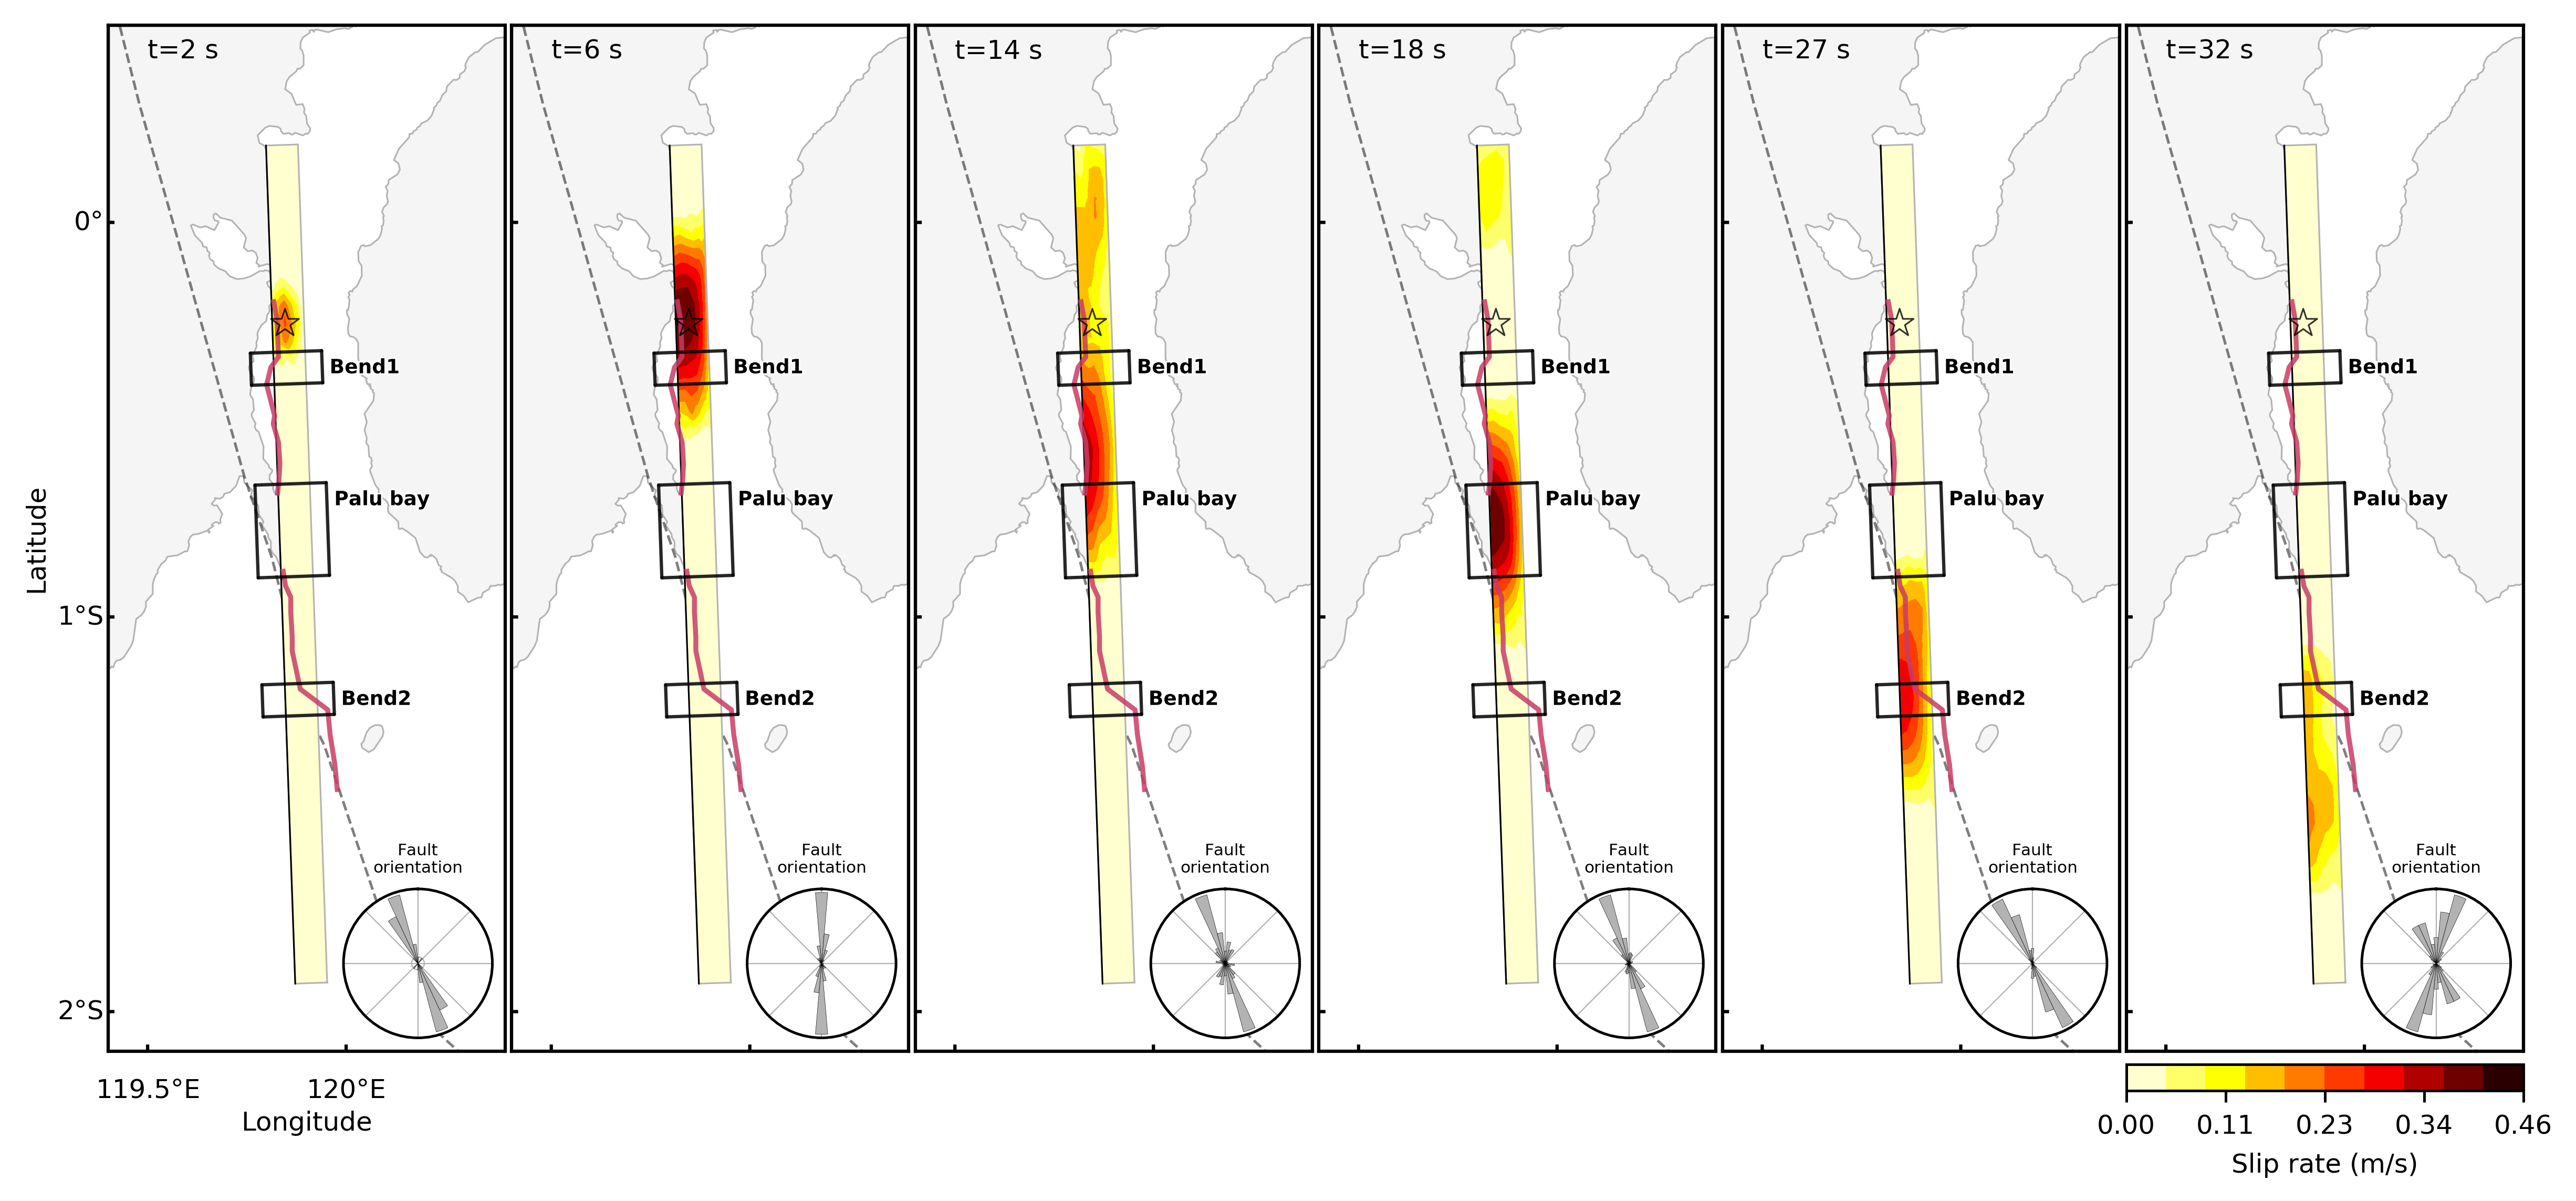 t=2 s
t=6 s
t=14 s
t=18 s
t=27 s
t=32 s
0°
Bend1
Bend1
Bend1
Bend1
Bend1
Bend1
Palu bay
Palu bay
Palu bay
Palu bay
Palu bay
Palu bay
Latitude
1°S
Bend2
Bend2
Bend2
Bend2
Bend2
Bend2
Fault
orientation
Fault
orientation
Fault
orientation
Fault
orientation
Fault
orientation
Fault
orientation
2°S
119.5°E
120°E
Longitude
0.00
0.11
0.23
0.34
0.46
Slip rate (m/s)